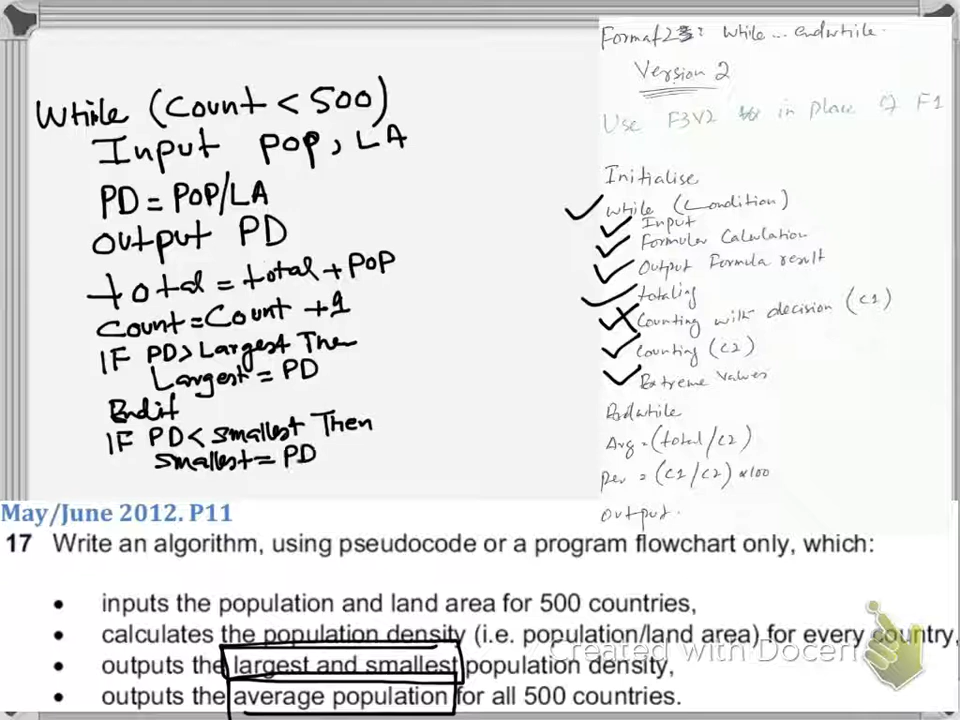 While (Count < 500)
Input pop, LA
PD = POP/LA
Output PD
total = total + POP
Count = Count + 1
IF PD > Largest Then
Largest = PD
Endif
IF PD < Smallest Then
Smallest = PD
Format 2: While... endwhile.
Version 2
Use F3V2 in place of F1
Initialise
While (Condition)
Input
Formular Calculation
Output Formula result
totaling
Counting with decision (C1)
Counting (C2)
Extreme Values
Endwhile
Avg = (total/C2)
Per = (C1/C2) *100
Output.
May/June 2012. P11
17 Write an algorithm, using pseudocode or a program flowchart only, which:
• inputs the population and land area for 500 countries,
• calculates the population density (i.e. population/land area) for every country,
• outputs the largest and smallest population density,
• outputs the average population for all 500 countries.
Created with